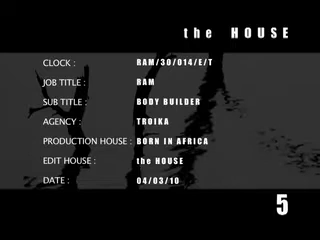 the HOUSE
CLOCK : RAM/30/014/E/T
JOB TITLE : RAM
SUB TITLE : BODY BUILDER
AGENCY : TROIKA
PRODUCTION HOUSE : BORN IN AFRICA
EDIT HOUSE : the HOUSE
DATE : 04/03/10
5